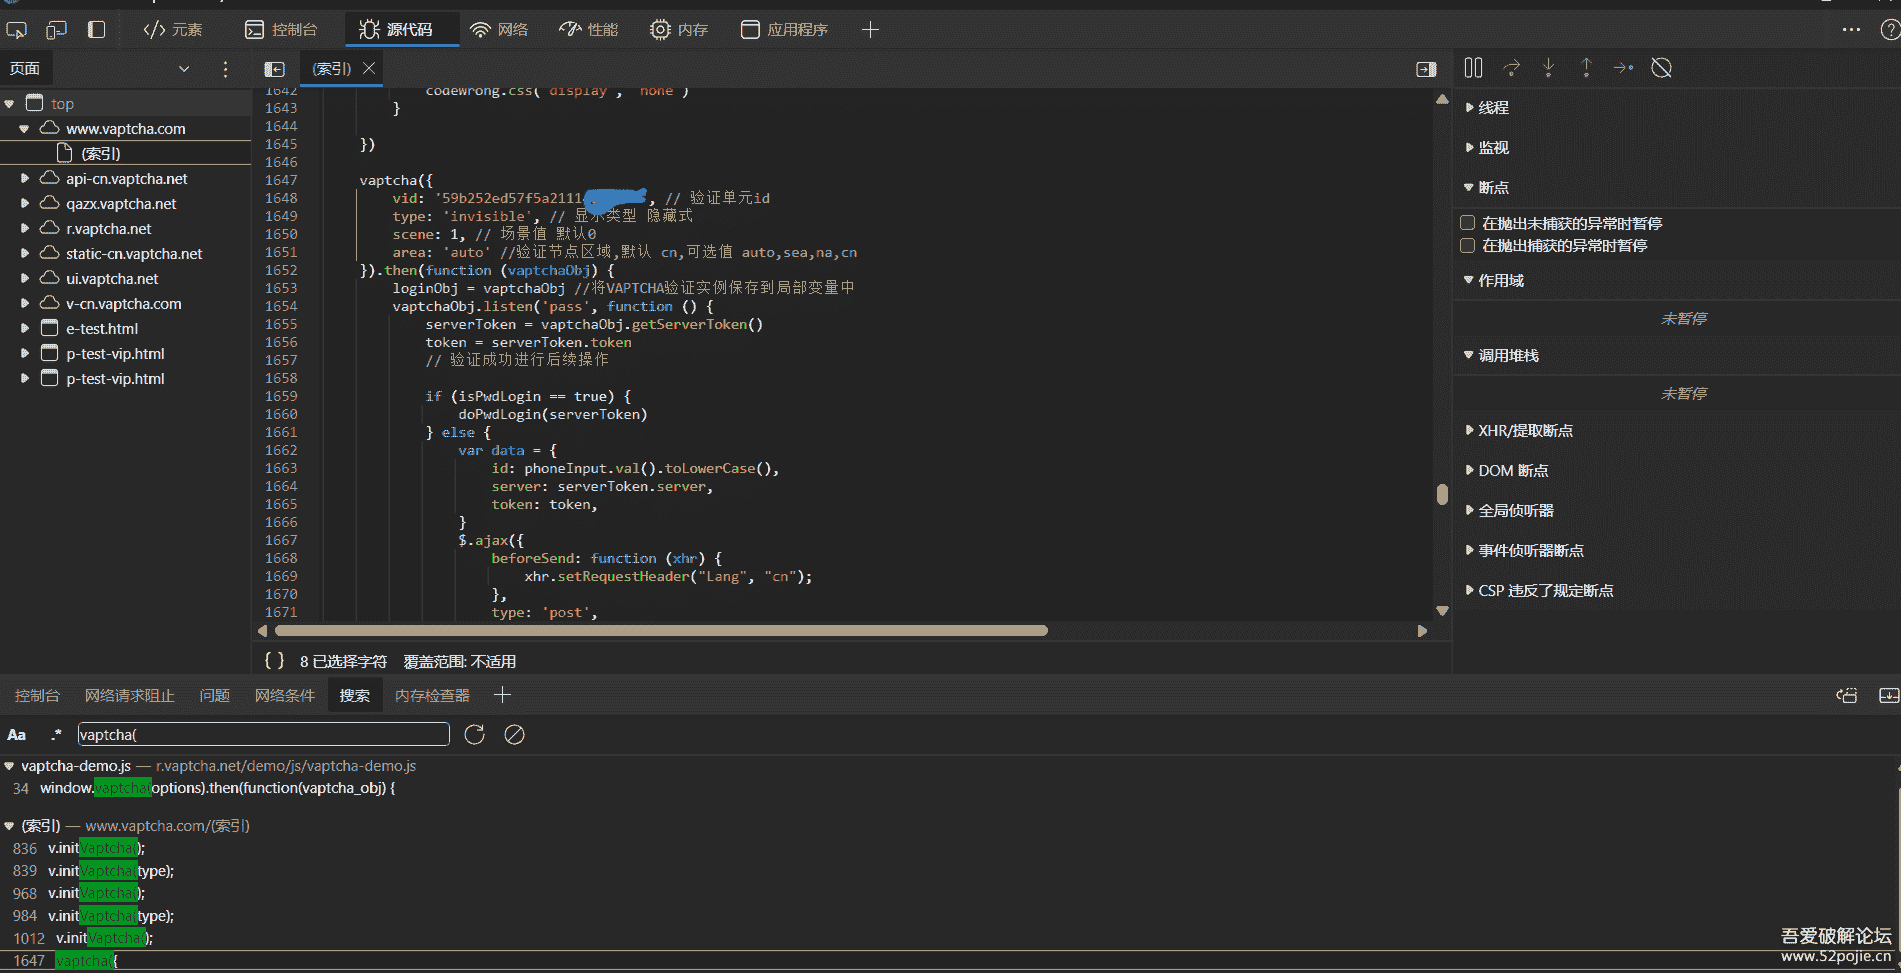 元素 控制台 源代码 网络 性能 内存 应用程序
页面
(索引)
top
www.vaptcha.com
(索引)
api-cn.vaptcha.net
qazx.vaptcha.net
r.vaptcha.net
static-cn.vaptcha.net
ui.vaptcha.net
v-cn.vaptcha.com
e-test.html
p-test-vip.html
p-test-vip.html
1642 codeWrong.css( display , none )
1643 }
1644
1645 })
1646
1647 vaptcha({
1648 vid: '59b252ed57f5a2111 , // 验证单元id
1649 type: 'invisible', // 显示类型 隐藏式
1650 scene: 1, // 场景值 默认0
1651 area: 'auto' //验证节点区域,默认 cn,可选值 auto,sea,na,cn
1652 }).then(function (vaptchaObj) {
1653 loginObj = vaptchaObj //将VAPTCHA验证实例保存到局部变量中
1654 vaptchaObj.listen('pass', function () {
1655 serverToken = vaptchaObj.getServerToken()
1656 token = serverToken.token
1657 // 验证成功进行后续操作
1658
1659 if (isPwdLogin == true) {
1660 doPwdLogin(serverToken)
1661 } else {
1662 var data = {
1663 id: phoneInput.val().toLowerCase(),
1664 server: serverToken.server,
1665 token: token,
1666 }
1667 $.ajax({
1668 beforeSend: function (xhr) {
1669 xhr.setRequestHeader("Lang", "cn");
1670 },
1671 type: 'post',
{ } 8 已选择字符 覆盖范围: 不适用
线程
监视
断点
在抛出未捕获的异常时暂停
在抛出捕获的异常时暂停
作用域
未暂停
调用堆栈
未暂停
XHR/提取断点
DOM 断点
全局侦听器
事件侦听器断点
CSP 违反了规定断点
控制台 网络请求阻止 问题 网络条件 搜索 内存检查器
Aa .* vaptcha(
vaptcha-demo.js — r.vaptcha.net/demo/js/vaptcha-demo.js
34 window.vaptcha(options).then(function(vaptcha_obj) {
(索引) — www.vaptcha.com/(索引)
836 v.initVaptcha();
839 v.initVaptcha(type);
968 v.initVaptcha();
984 v.initVaptcha(type);
1012 v.initVaptcha();
1647 vaptcha({
吾爱破解论坛
www.52pojie.cn